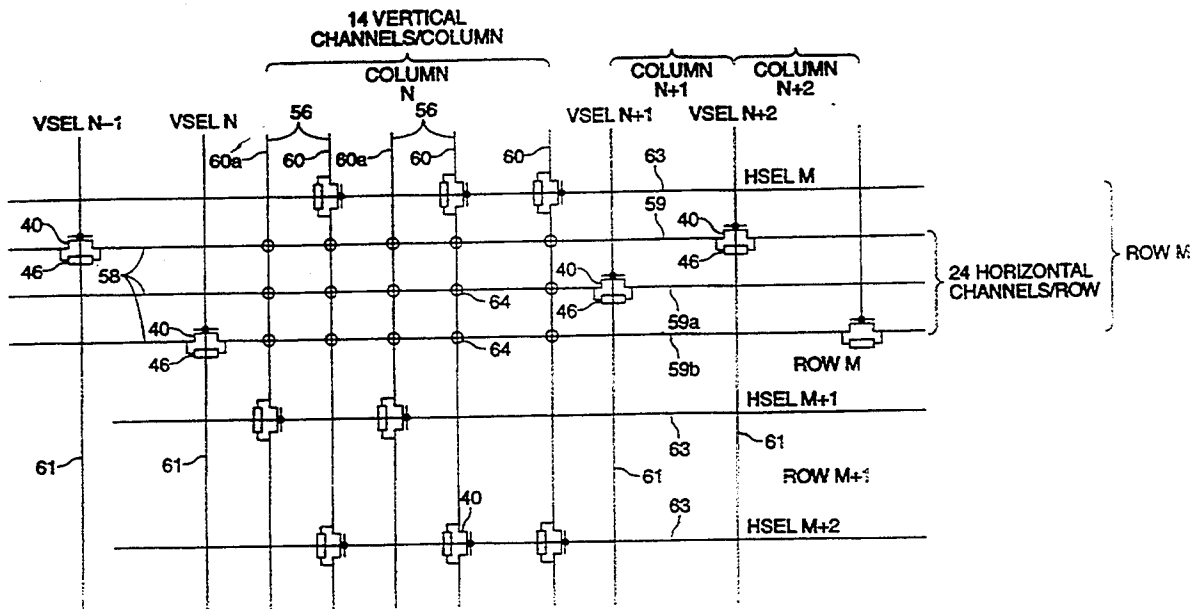 14 VERTICAL
CHANNELS/COLUMN
COLUMN
N
COLUMN
N+1
COLUMN
N+2
VSEL N–1
VSEL N
56
56
VSEL N+1
VSEL N+2
60a
60
60a
60
60
63
HSEL M
40
59
40
46
58
40
46
ROW M
24 HORIZONTAL
CHANNELS/ROW
64
46
59a
40
46
64
59b
ROW M
HSEL M+1
63
61
61
61
61
ROW M+1
40
63
HSEL M+2